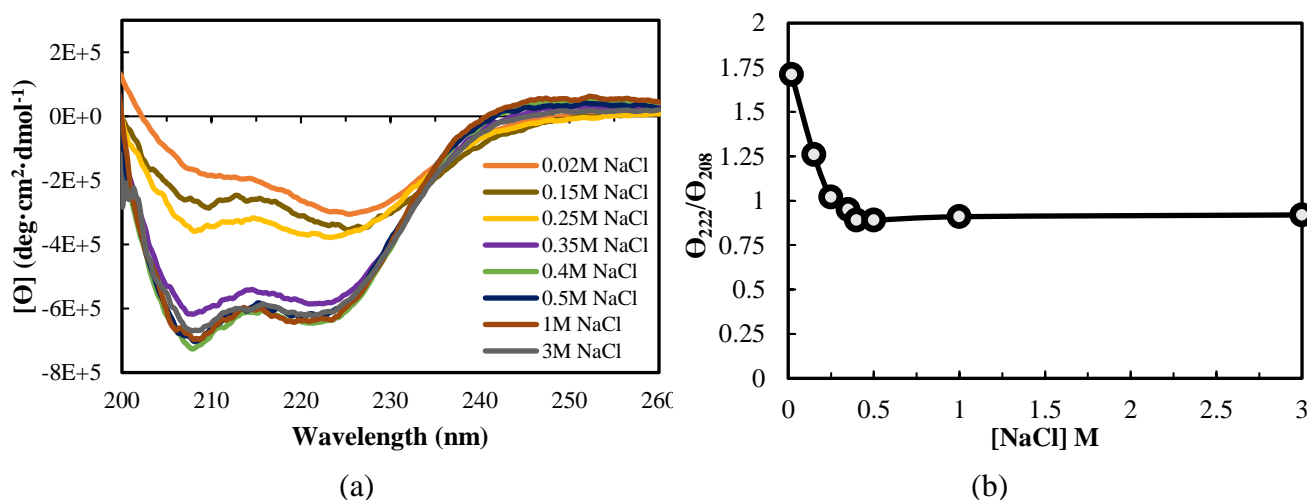 2E+5
0E+0
-2E+5
-4E+5
-6E+5
-8E+5
[Θ] (deg·cm²·dmol⁻¹)
200 210 220 230 240 250 260
Wavelength (nm)
0.02M NaCl
0.15M NaCl
0.25M NaCl
0.35M NaCl
0.4M NaCl
0.5M NaCl
1M NaCl
3M NaCl
(a)
2
1.75
1.5
1.25
1
0.75
0.5
0.25
0
Θ₂₂₂/Θ₂₀₈
0 0.5 1 1.5 2 2.5 3
[NaCl] M
(b)